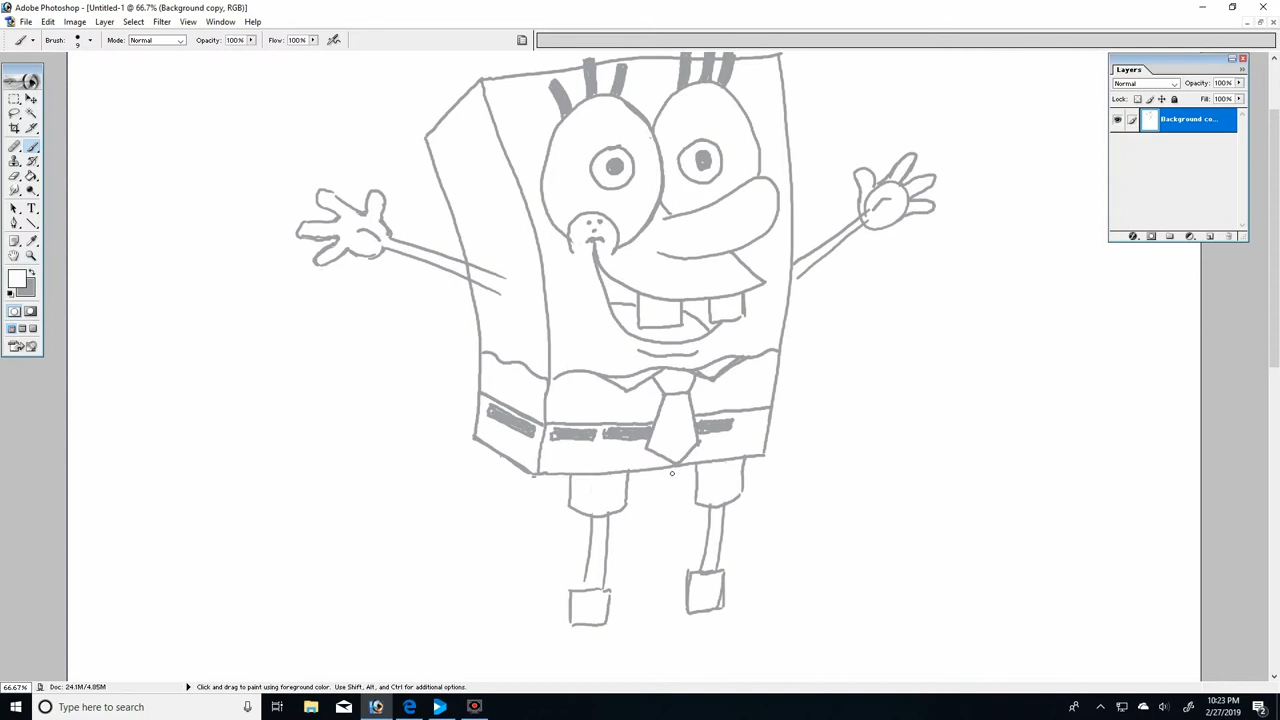 Adobe Photoshop - [Untitled-1 @ 66.7% (Background copy, RGB)]
File Edit Image Layer Select Filter View Window Help
Brush: 9 Mode: Normal Opacity: 100% Flow: 100%
Layers
Normal Opacity: 100%
Lock: Fill: 100%
Background co...
T
66.67% Doc: 24.1M/4.85M Click and drag to paint using foreground color. Use Shift, Alt, and Ctrl for additional options.
Type here to search
10:23 PM
2/27/2019
2